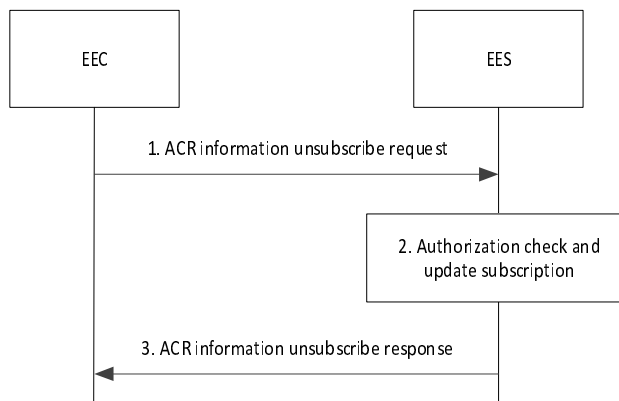 EEC
EES
1. ACR information unsubscribe request
2. Authorization check and
update subscription
3. ACR information unsubscribe response